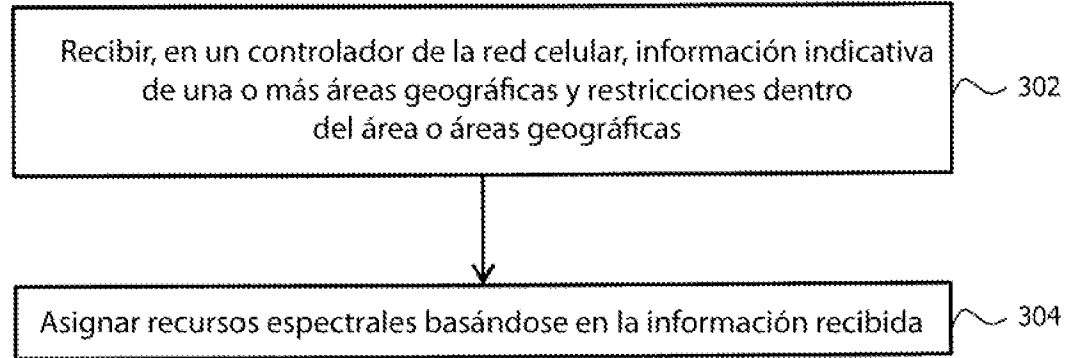 Recibir, en un controlador de la red celular, información indicativa
de una o más áreas geográficas y restricciones dentro
del área o áreas geográficas
302
Asignar recursos espectrales basándose en la información recibida
304